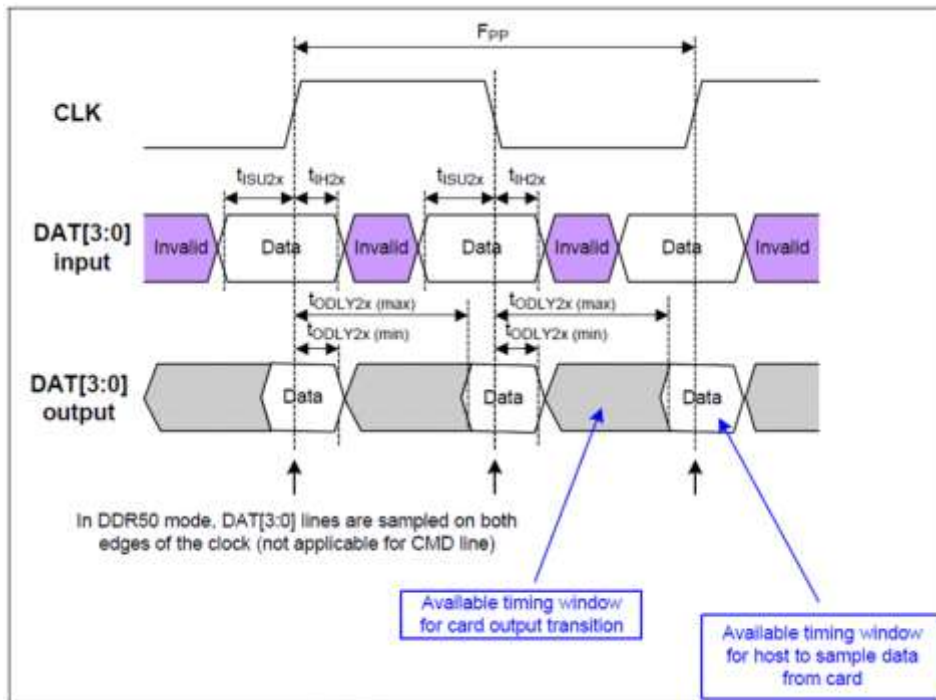 FPP
CLK
tISU2x tIH2x tISU2x tIH2x
DAT[3:0]
input
Invalid Data Invalid Data Invalid Data Invalid
tODLY2x (max) tODLY2x (max)
tODLY2x (min) tODLY2x (min)
DAT[3:0]
output
Data Data Data
In DDR50 mode, DAT[3:0] lines are sampled on both
edges of the clock (not applicable for CMD line)
Available timing window
for card output transition
Available timing window
for host to sample data
from card